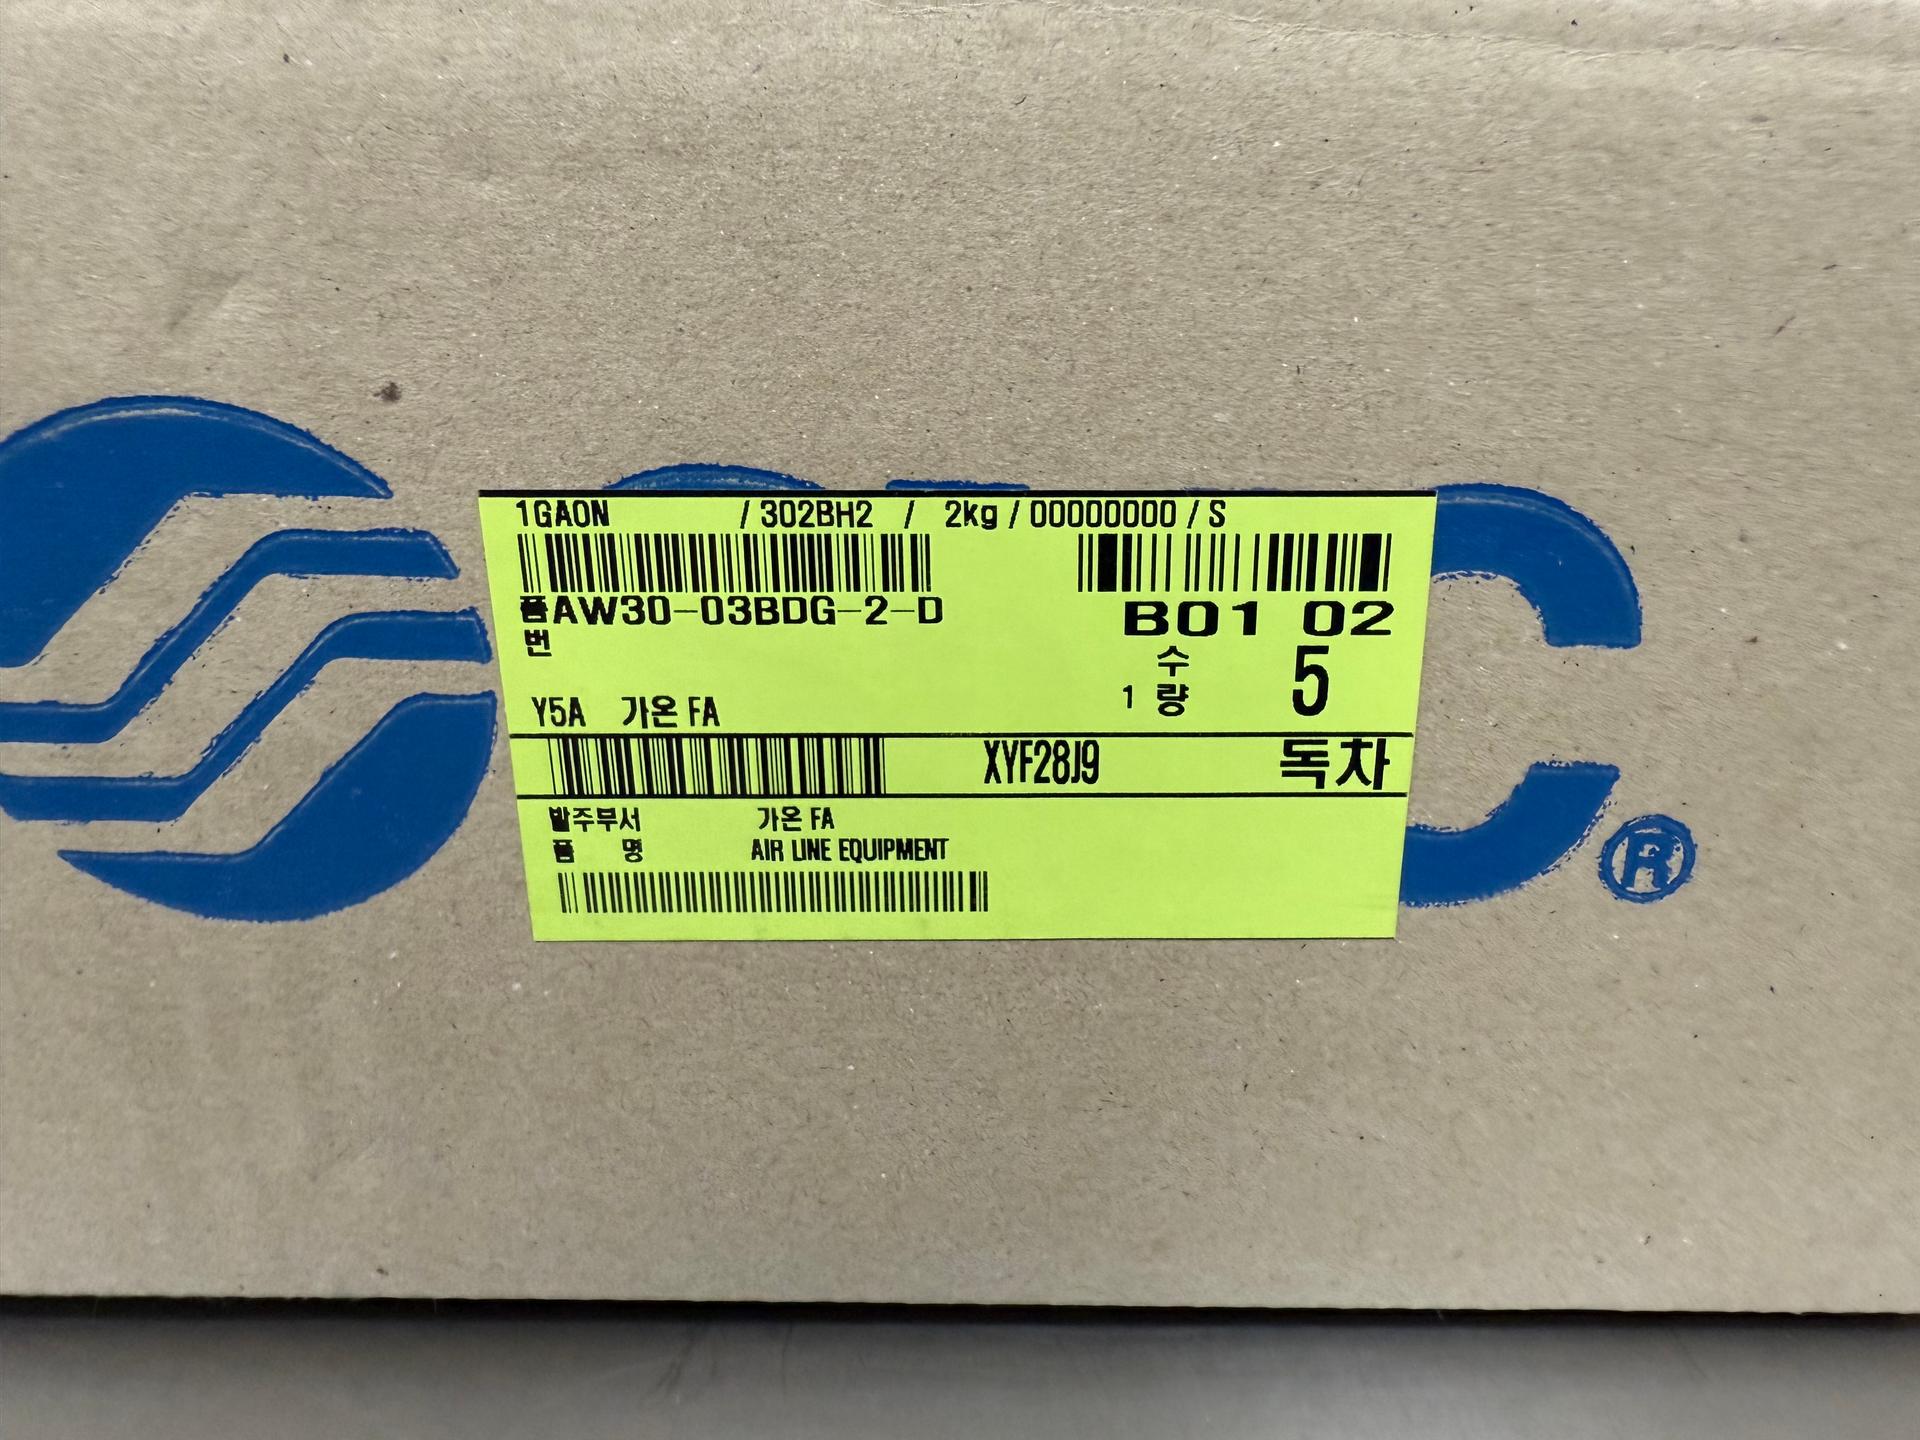 1GAON / 302BH2 / 2kg / 00000000 / S
품번 AW30-03BDG-2-D
B01 02
1 수량 5
Y5A 가온 FA
XYF28J9 독차
발주부서 가온 FA
품 명 AIR LINE EQUIPMENT
®